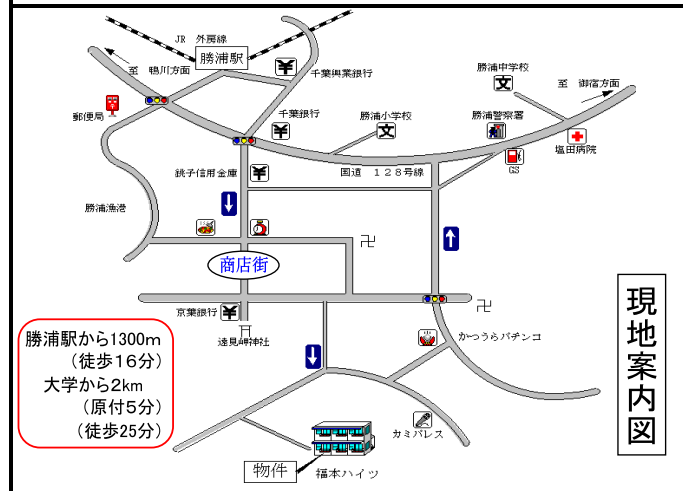 JR 外房線
勝浦駅
至 鴨川方面
千葉興業銀行
勝浦中学校
文
至 御宿方面
郵便局
千葉銀行
勝浦小学校
文
勝浦警察署
塩田病院
GS
銚子信用金庫
国道 128号線
勝浦漁港
商店街
京葉銀行
遠見岬神社
かつうらパチンコ
カミパレス
勝浦駅から1300m
(徒歩16分)
大学から2km
(原付5分)
(徒歩25分)
物件
福本ハイツ
現地案内図